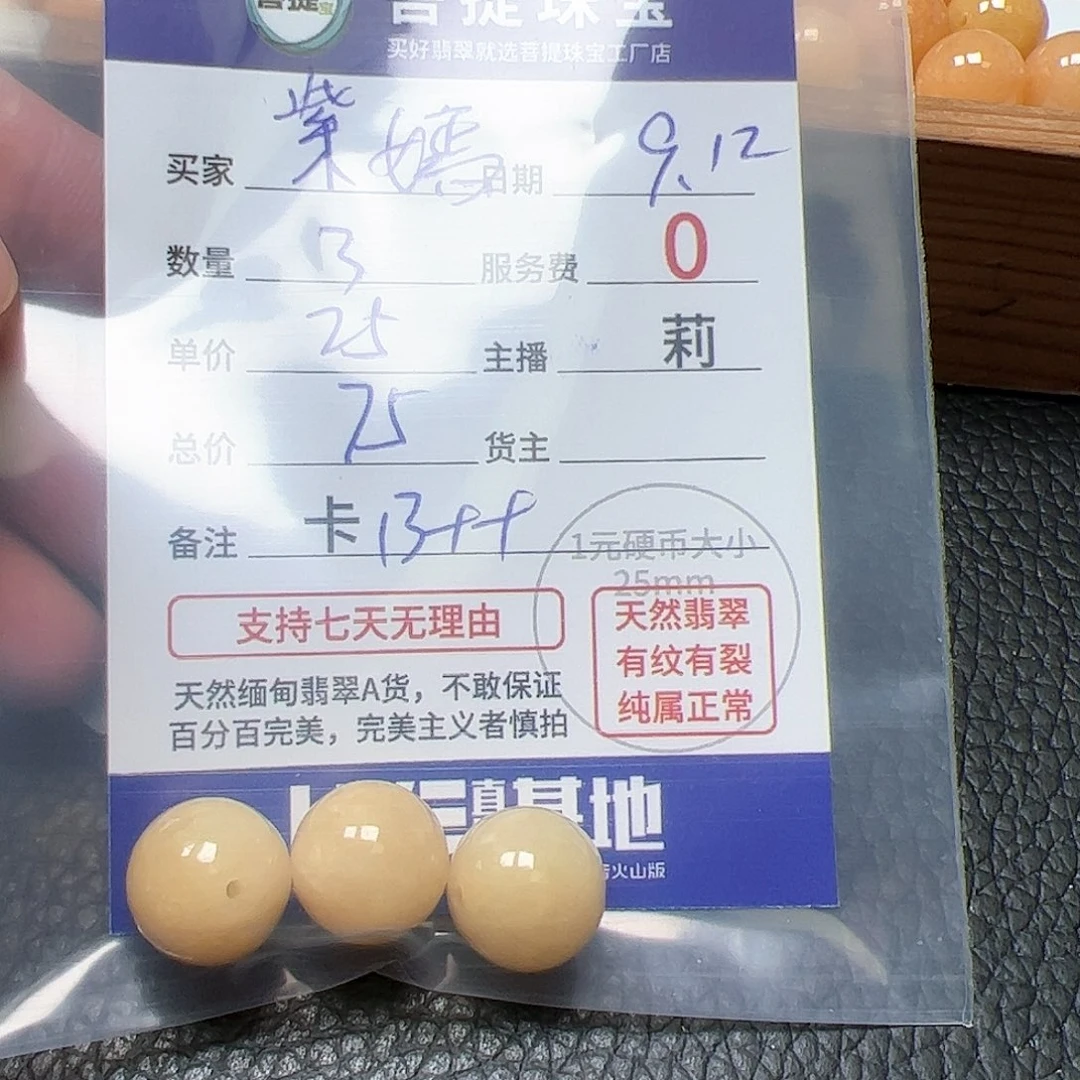 菩提珠宝
买好翡翠就选菩提珠宝工厂店
买家 紫嫣 日期 9.12
数量 3 服务费 0
单价 25 主播 莉
总价 75 货主
备注 卡 13++
1元硬币大小
25mm
支持七天无理由
天然翡翠
有纹有裂
纯属正常
天然缅甸翡翠A货，不敢保证
百分百完美，完美主义者慎拍
基地
火山版